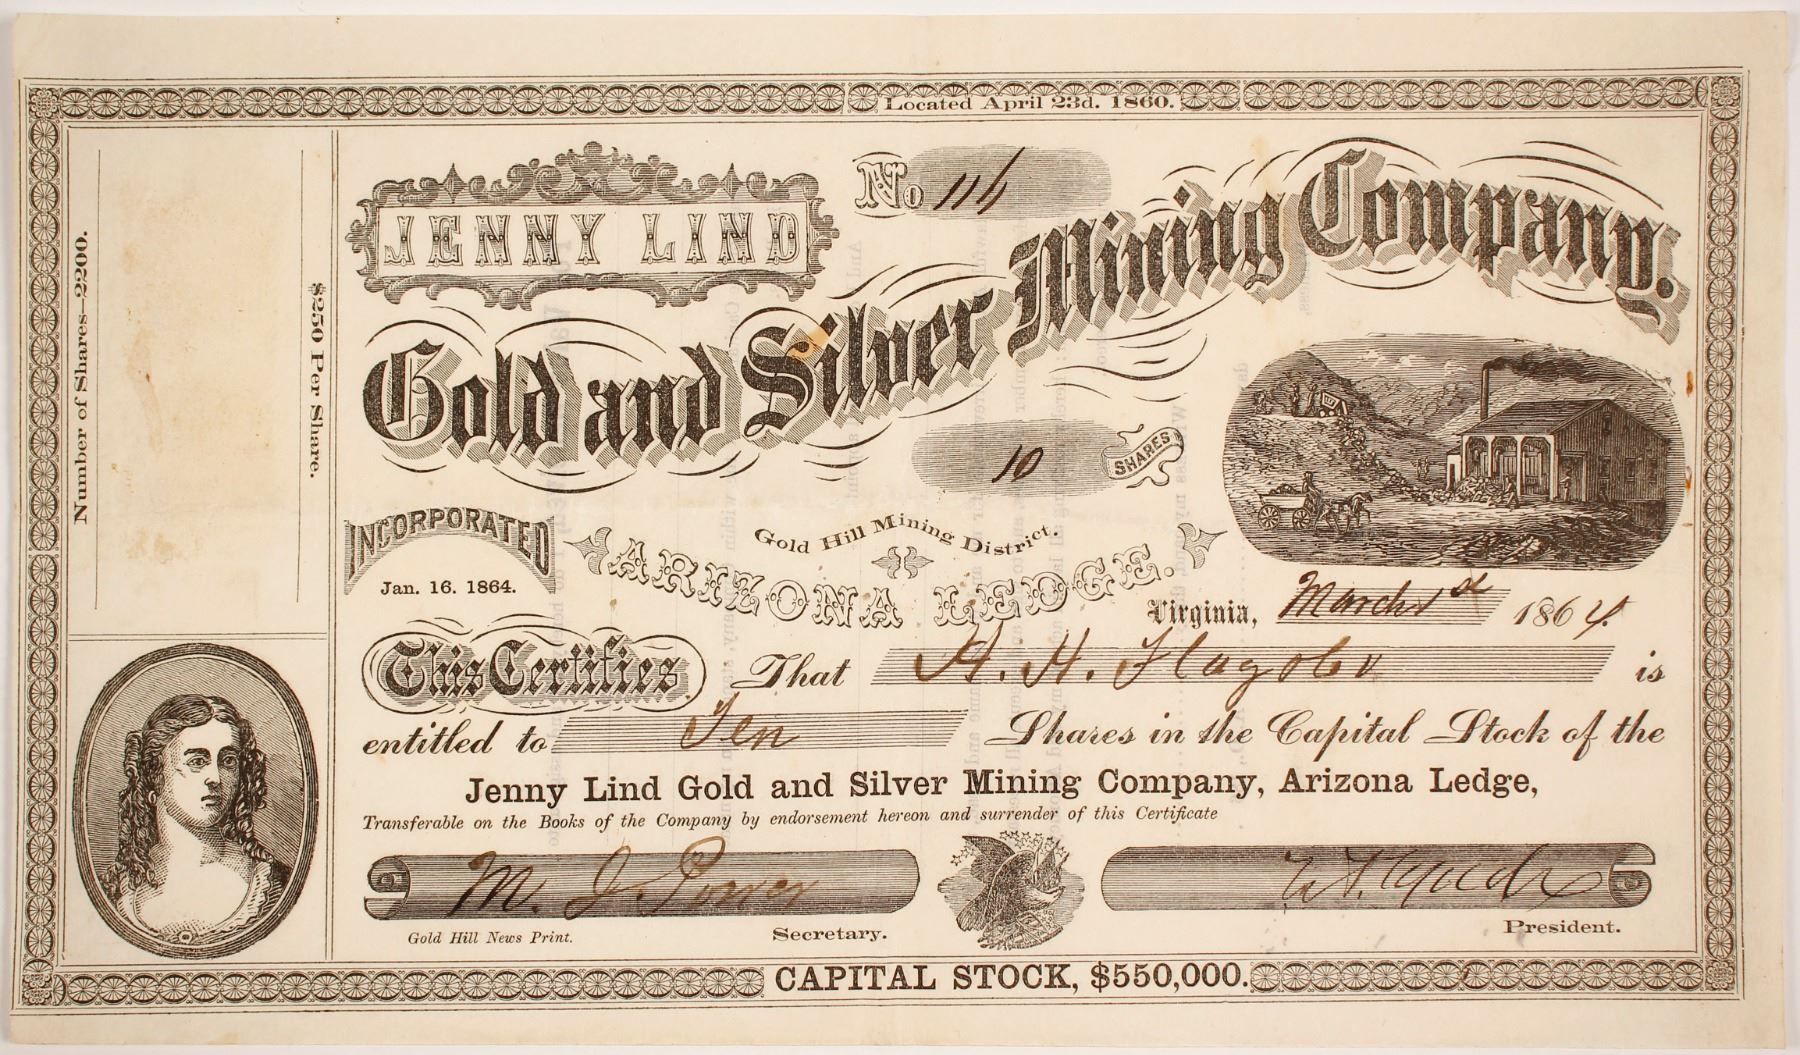 Located April 23d. 1860.
Number of Shares–2200.
$250 Per Share.
JENNY LIND
No 116
Gold and Silver Mining Company.
10 SHARES
INCORPORATED
Jan. 16. 1864.
Gold Hill Mining District.
ARIZONA LEDGE.
Virginia, March 1st 1864.
This Certifies That H. H. is
entitled to Ten Shares in the Capital Stock of the
Jenny Lind Gold and Silver Mining Company, Arizona Ledge,
Transferable on the Books of the Company by endorsement hereon and surrender of this Certificate
M. J. Power
Gold Hill News Print.
Secretary.
President.
CAPITAL STOCK, $550,000.